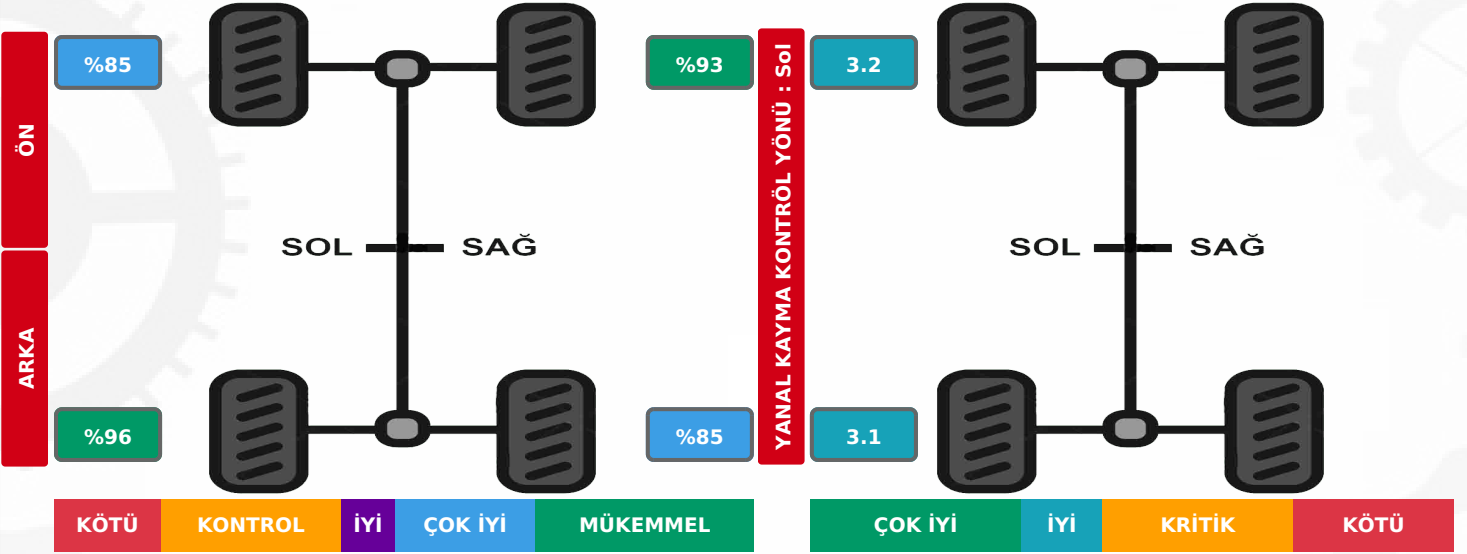 ÖN
%85
%93
YANAL KAYMA KONTRÖL YÖNÜ : Sol
3.2
SOL
SAĞ
SOL
SAĞ
ARKA
%96
%85
3.1
KÖTÜ
KONTROL
İYİ
ÇOK İYİ
MÜKEMMEL
ÇOK İYİ
İYİ
KRİTİK
KÖTÜ